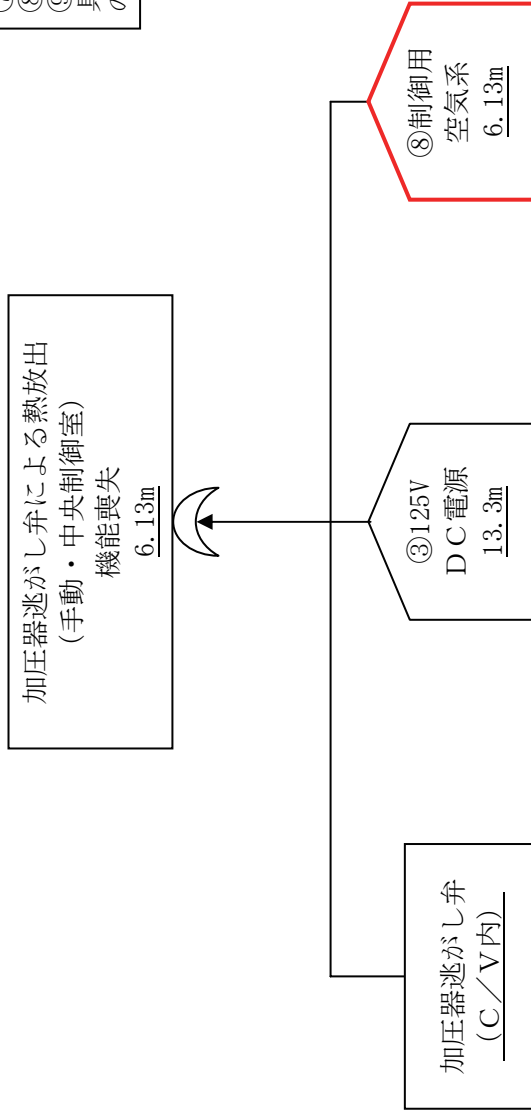 加圧器逃がし弁による熱放出
(手動・中央制御室)
機能喪失
6.13m
加圧器逃がし弁
(C/V内)
③125V
DC電源
13.3m
⑧制御用
空気系
6.13m
⑧
⑨